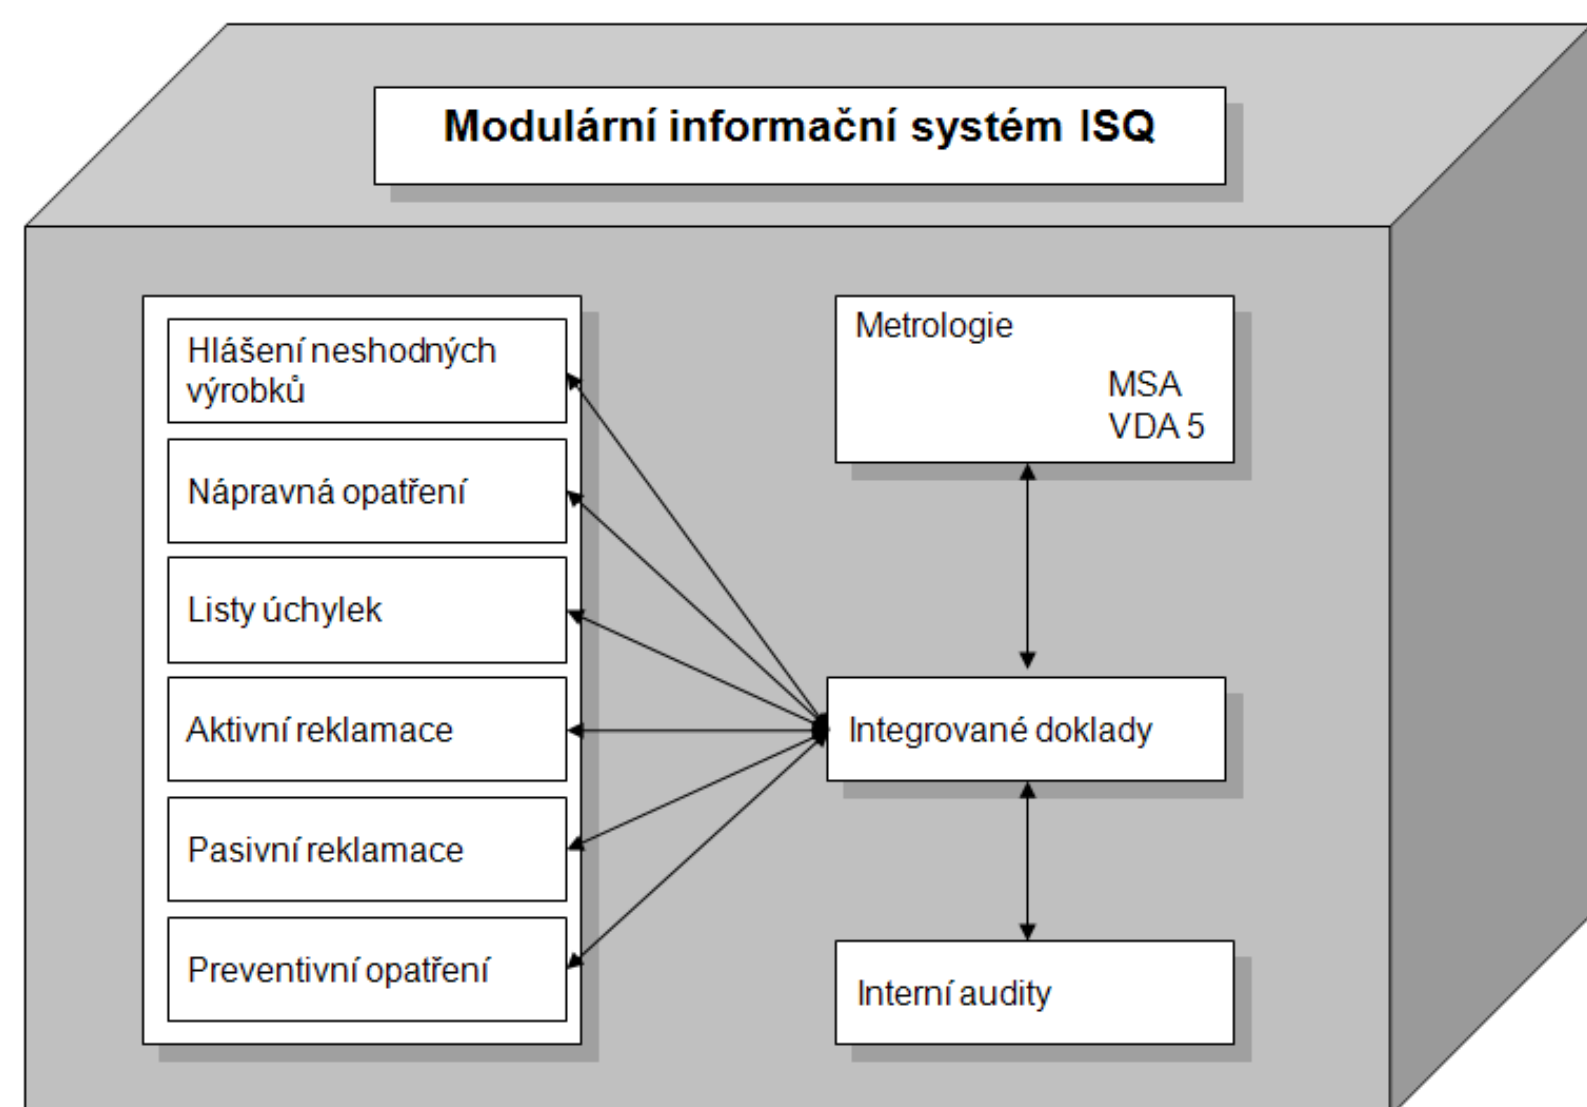 Modulární informační systém ISQ
Hlášení neshodných
výrobků
Nápravná opatření
Listy úchylek
Aktivní reklamace
Pasivní reklamace
Preventivní opatření
Metrologie
MSA
VDA 5
Integrované doklady
Interní audity